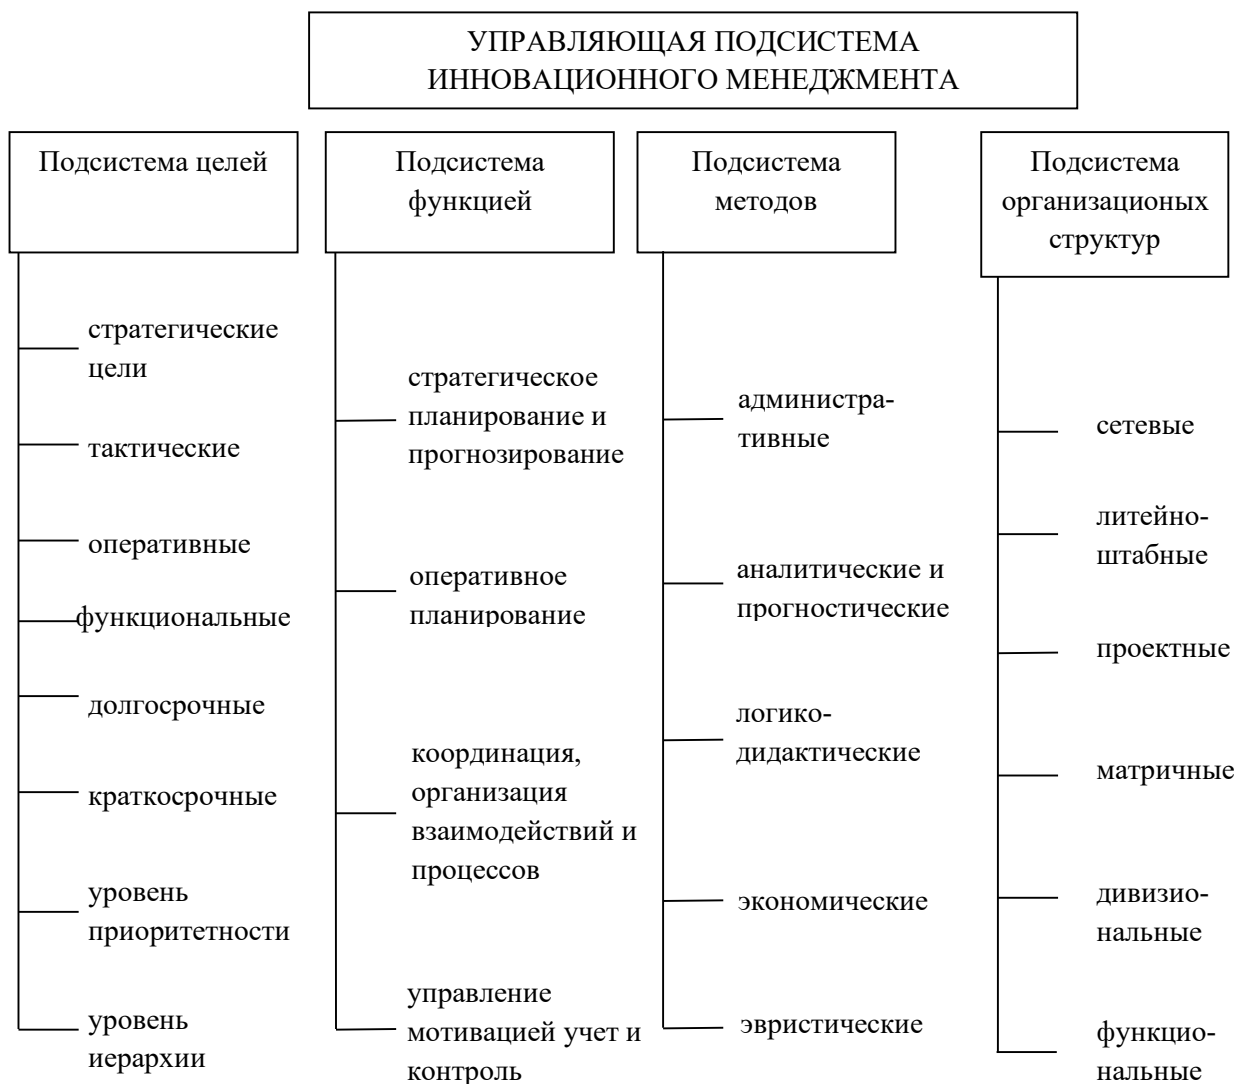 УПРАВЛЯЮЩАЯ ПОДСИСТЕМА
ИННОВАЦИОННОГО МЕНЕДЖМЕНТА
Подсистема целей
стратегические
цели
тактические
оперативные
функциональные
долгосрочные
краткосрочные
уровень
приоритетности
уровень
иерархии
Подсистема
функцией
стратегическое
планирование и
прогнозирование
оперативное
планирование
координация,
организация
взаимодействий и
процессов
управление
мотивацией учет и
контроль
Подсистема
методов
администра-
тивные
аналитические и
прогностические
логико-
дидактические
экономические
эвристические
Подсистема
организационых
структур
сетевые
литейно-
штабные
проектные
матричные
дивизио-
нальные
функцио-
нальные